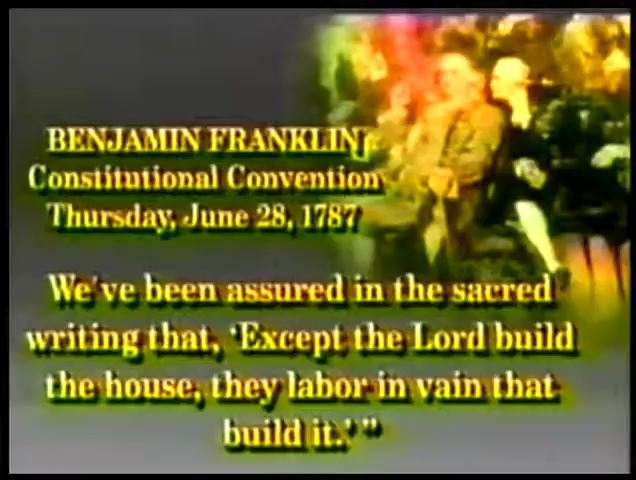 BENJAMIN FRANKLIN
Constitutional Convention
Thursday, June 28, 1787
We've been assured in the sacred
writing that, 'Except the Lord build
the house, they labor in vain that
build it.' ”